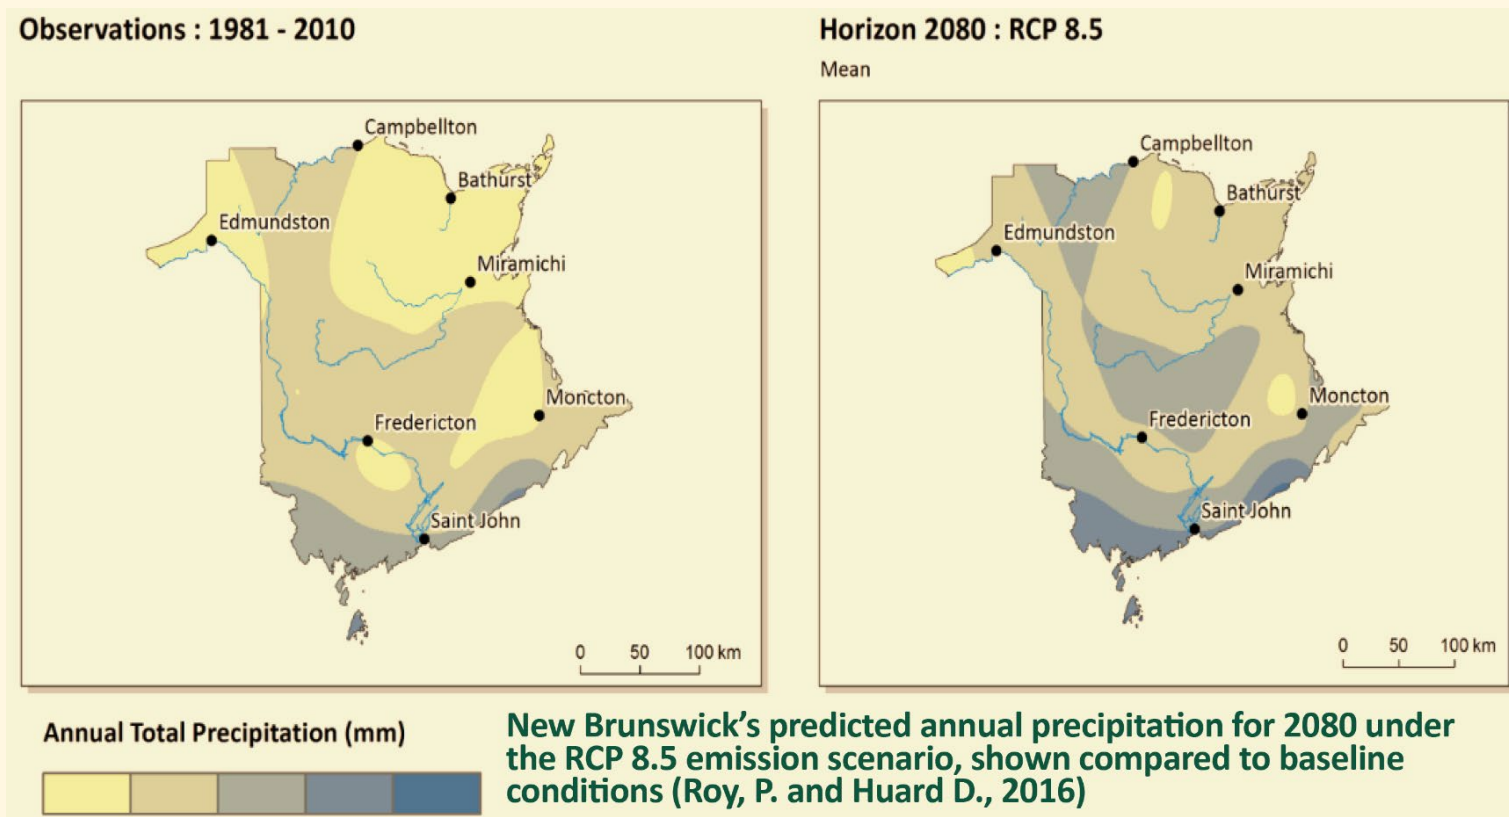 Observations : 1981 - 2010
Campbellton
Bathurst
Edmundston
Miramichi
Moncton
Fredericton
Saint John
0 50 100 km
Horizon 2080 : RCP 8.5
Mean
Campbellton
Bathurst
Edmundston
Miramichi
Moncton
Fredericton
Saint John
0 50 100 km
Annual Total Precipitation (mm)
New Brunswick’s predicted annual precipitation for 2080 under
the RCP 8.5 emission scenario, shown compared to baseline
conditions (Roy, P. and Huard D., 2016)